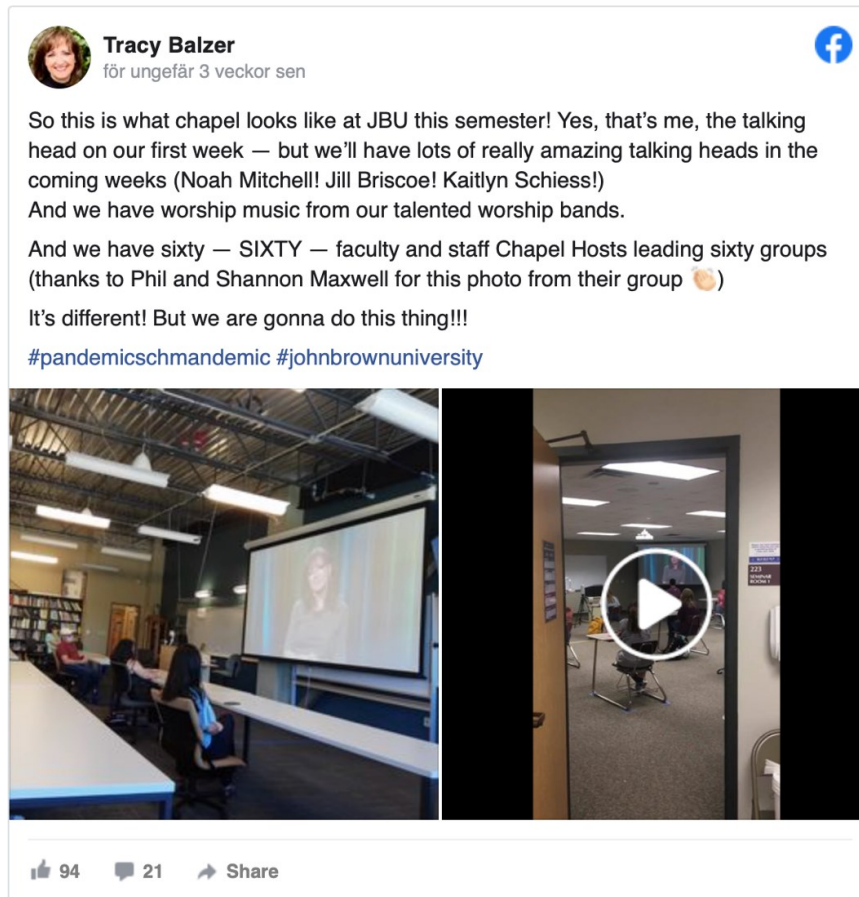 Tracy Balzer
för ungefär 3 veckor sen
So this is what chapel looks like at JBU this semester! Yes, that’s me, the talking
head on our first week — but we’ll have lots of really amazing talking heads in the
coming weeks (Noah Mitchell! Jill Briscoe! Kaitlyn Schiess!)
And we have worship music from our talented worship bands.
And we have sixty — SIXTY — faculty and staff Chapel Hosts leading sixty groups
(thanks to Phil and Shannon Maxwell for this photo from their group 👏🏻)
It’s different! But we are gonna do this thing!!!
#pandemicschmandemic #johnbrownuniversity
223
SEMINAR
ROOM 1
94 21 Share